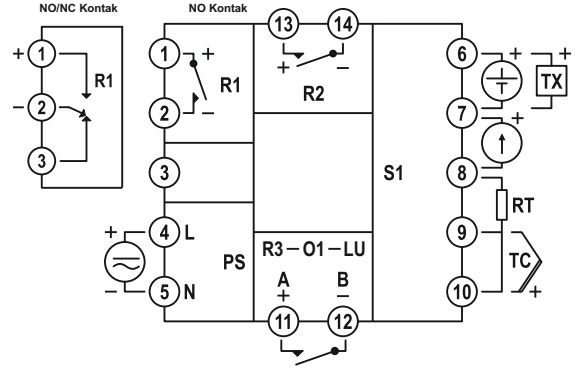 NO/NC Kontak
NO Kontak
13
14
1
+
R1
−
2
3
1
+
R1
2
−
3
+
−
R2
6
+
+
TX
7
+
8
S1
RT
9
TC
10
+
4
L
+
5
N
−
PS
R3−O1−LU
A
B
+
−
11
12